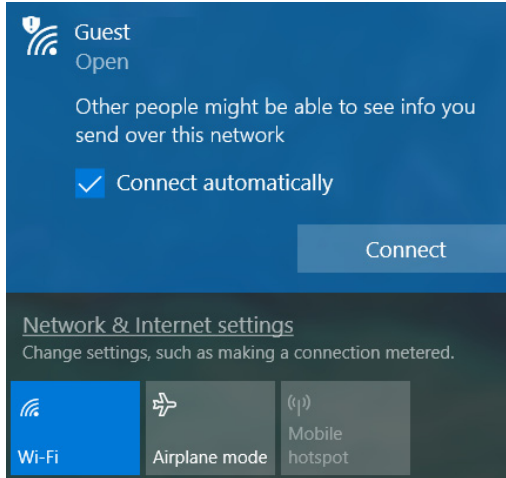 Guest
Open
Other people might be able to see info you
send over this network
Connect automatically
Connect
Network & Internet settings
Change settings, such as making a connection metered.
Wi-Fi
Airplane mode
Mobile
hotspot